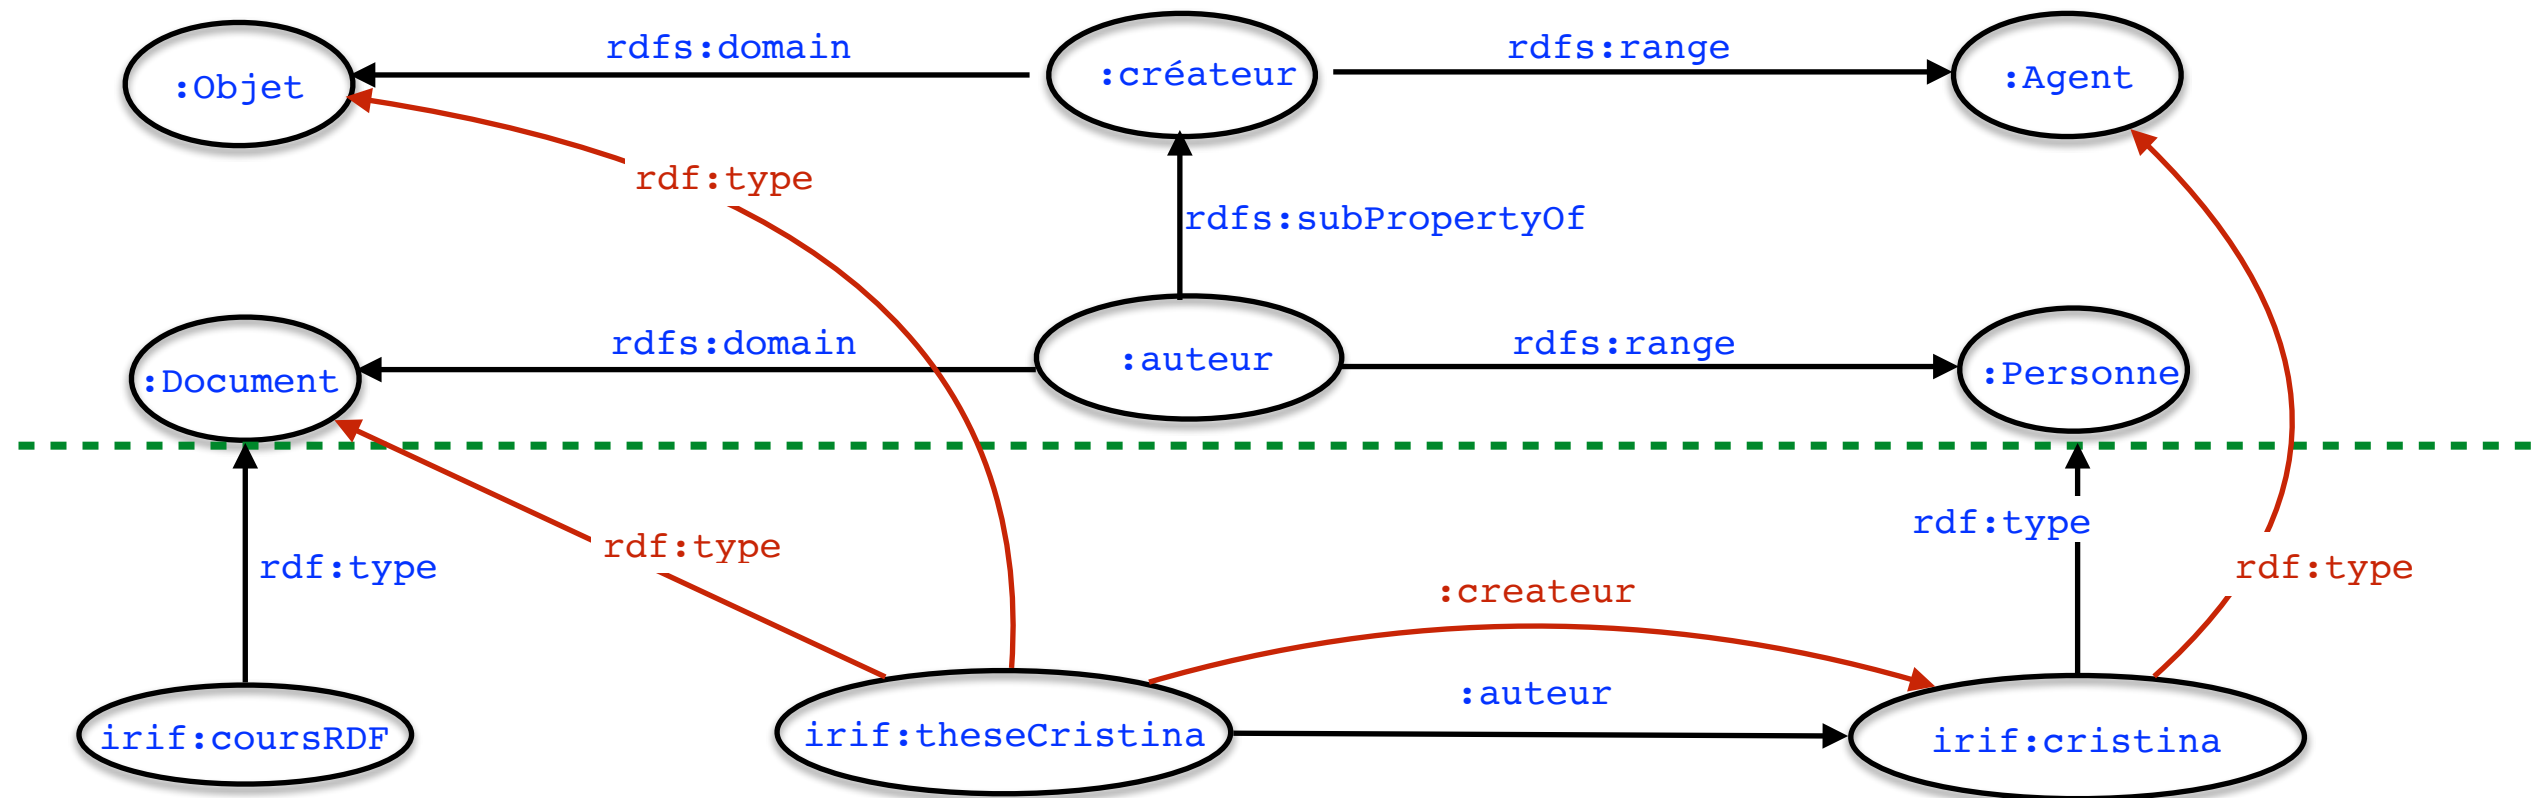 rdfs:domain
rdfs:range
:Objet
:créateur
:Agent
rdf:type
rdfs:subPropertyOf
rdfs:domain
rdfs:range
:Document
:auteur
:Personne
rdf:type
rdf:type
rdf:type
rdf:type
:createur
:auteur
irif:coursRDF
irif:theseCristina
irif:cristina